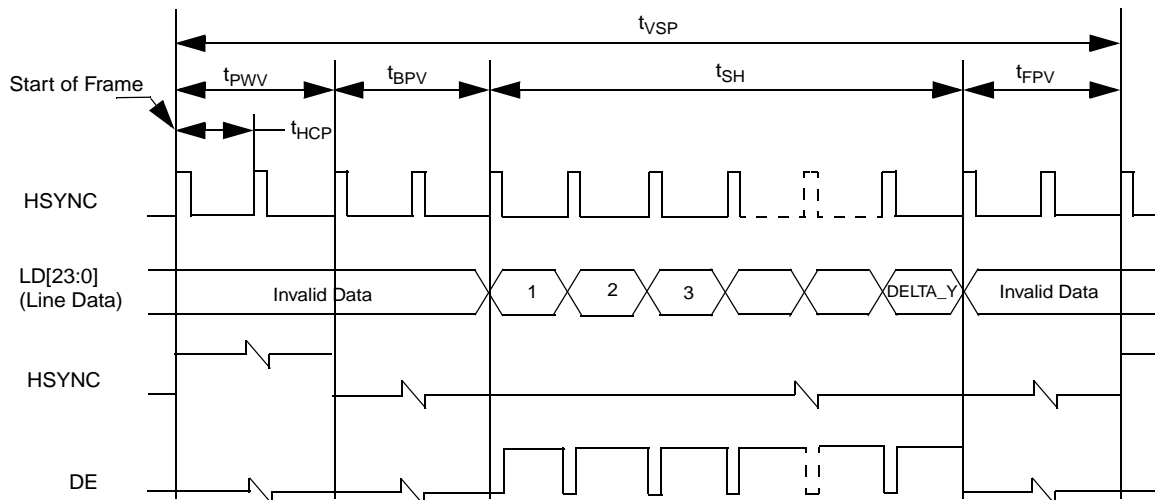 tVSP
tPWV tBPV tSH tFPV
Start of Frame
tHCP
HSYNC
LD[23:0]
(Line Data)
Invalid Data 1 2 3 DELTA_Y Invalid Data
HSYNC
DE